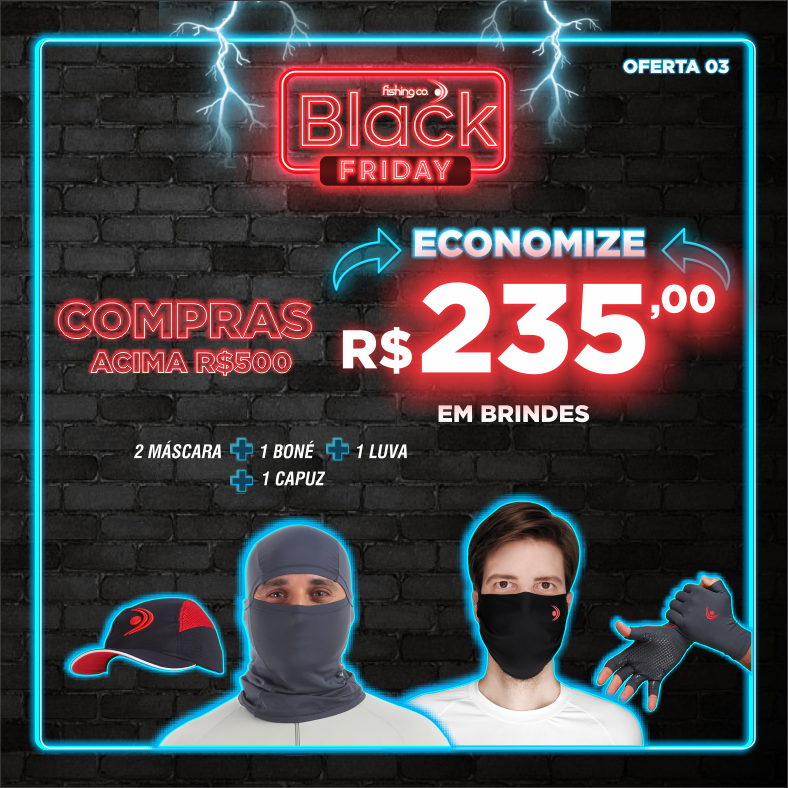 OFERTA 03
fishing co.
Black
FRIDAY
ECONOMIZE
COMPRAS
ACIMA R$500
R$235,00
EM BRINDES
2 MÁSCARA + 1 BONÉ + 1 LUVA
+ 1 CAPUZ